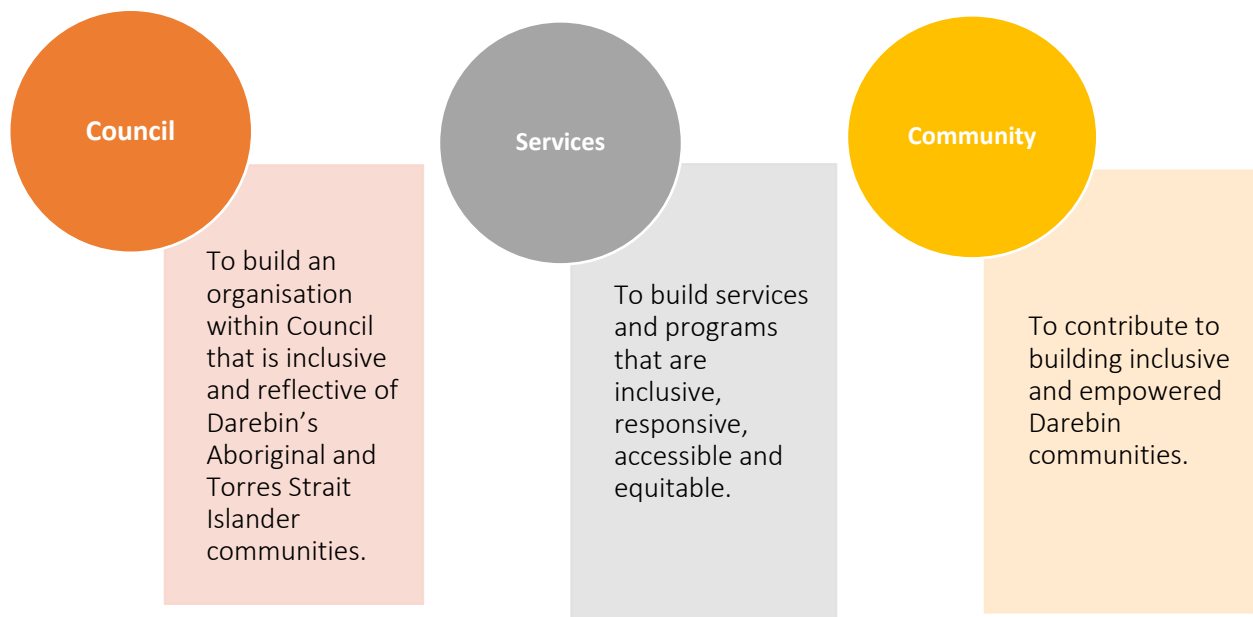 Council
To build an
organisation
within Council
that is inclusive
and reflective of
Darebin’s
Aboriginal and
Torres Strait
Islander
communities.
Services
To build services
and programs
that are
inclusive,
responsive,
accessible and
equitable.
Community
To contribute to
building inclusive
and empowered
Darebin
communities.